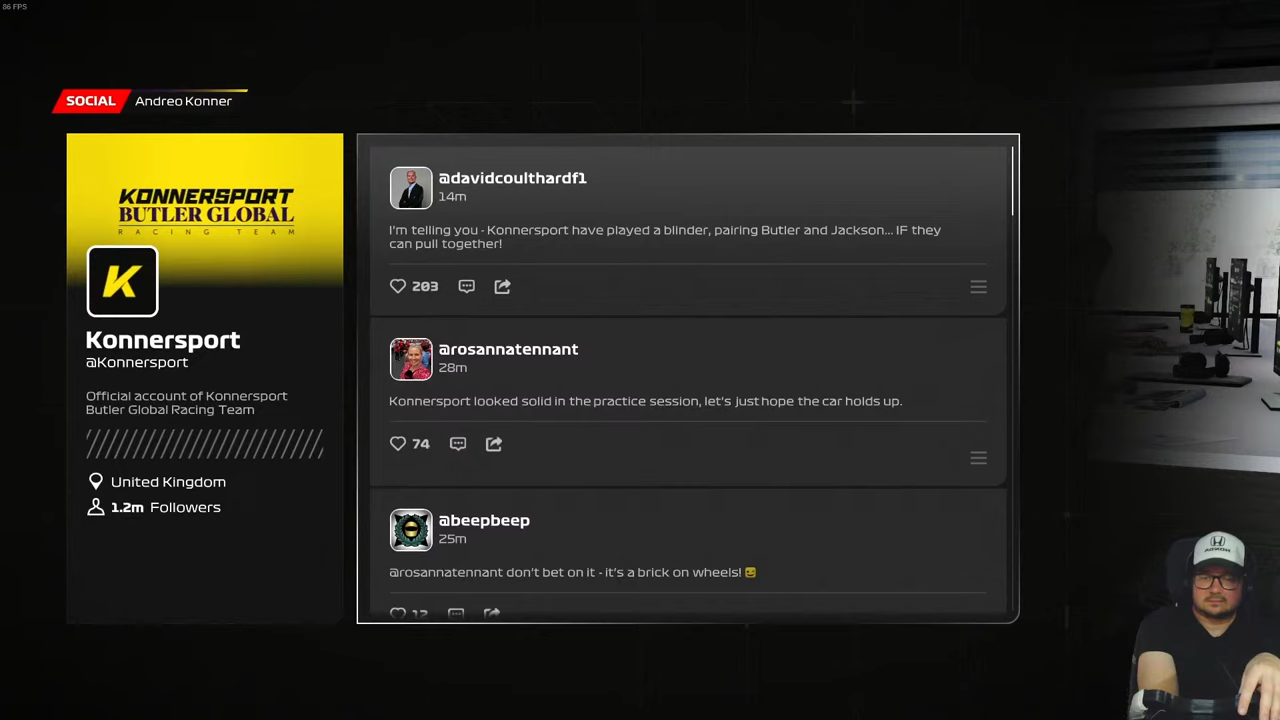 86 FPS
SOCIAL Andreo Konner
KONNERSPORT
BUTLER GLOBAL
RACING TEAM
K
Konnersport
@Konnersport
Official account of Konnersport
Butler Global Racing Team
United Kingdom
1.2m Followers
@davidcoulthardf1
14m
I'm telling you - Konnersport have played a blinder, pairing Butler and Jackson... IF they
can pull together!
203
@rosannatennant
28m
Konnersport looked solid in the practice session, let's just hope the car holds up.
74
@beepbeep
25m
@rosannatennant don't bet on it - it's a brick on wheels!
12